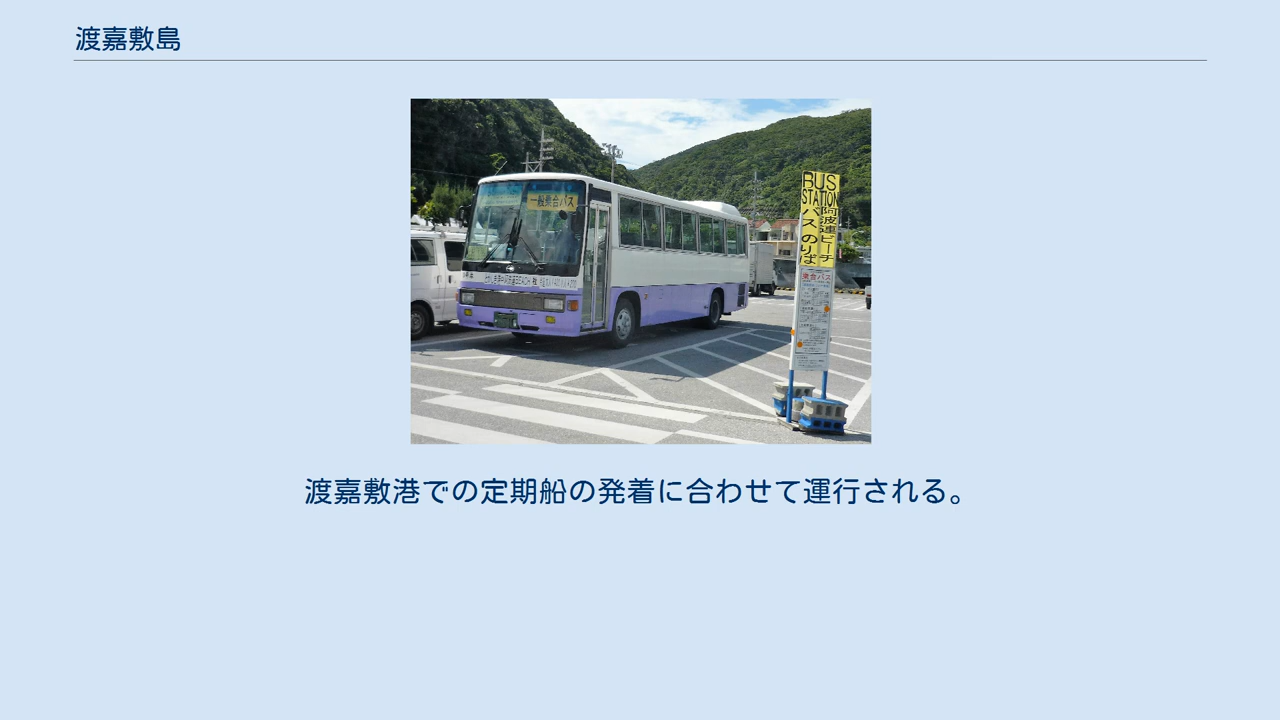 渡嘉敷島
一般乗合バス
BUS
STATION
阿波連ビーチ
バスのりば
乗合バス
渡嘉敷港での定期船の発着に合わせて運行される。